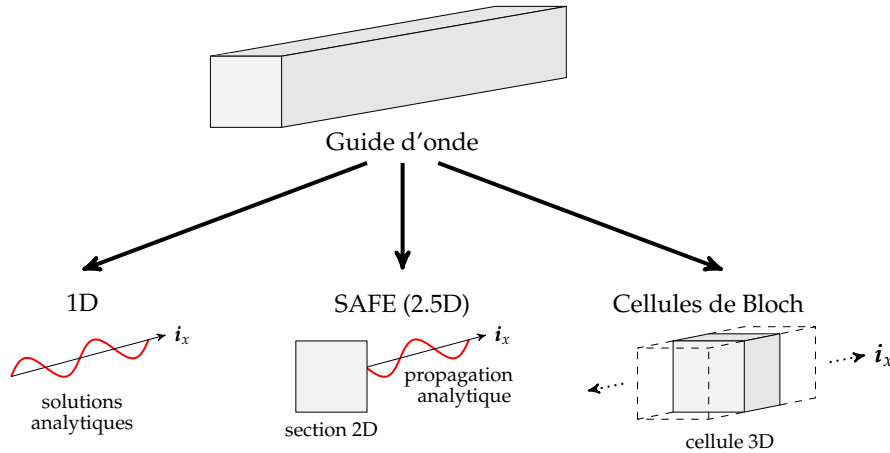 Guide d'onde
1D
SAFE (2.5D)
Cellules de Bloch
i_x
solutions
analytiques
i_x
propagation
analytique
section 2D
i_x
cellule 3D